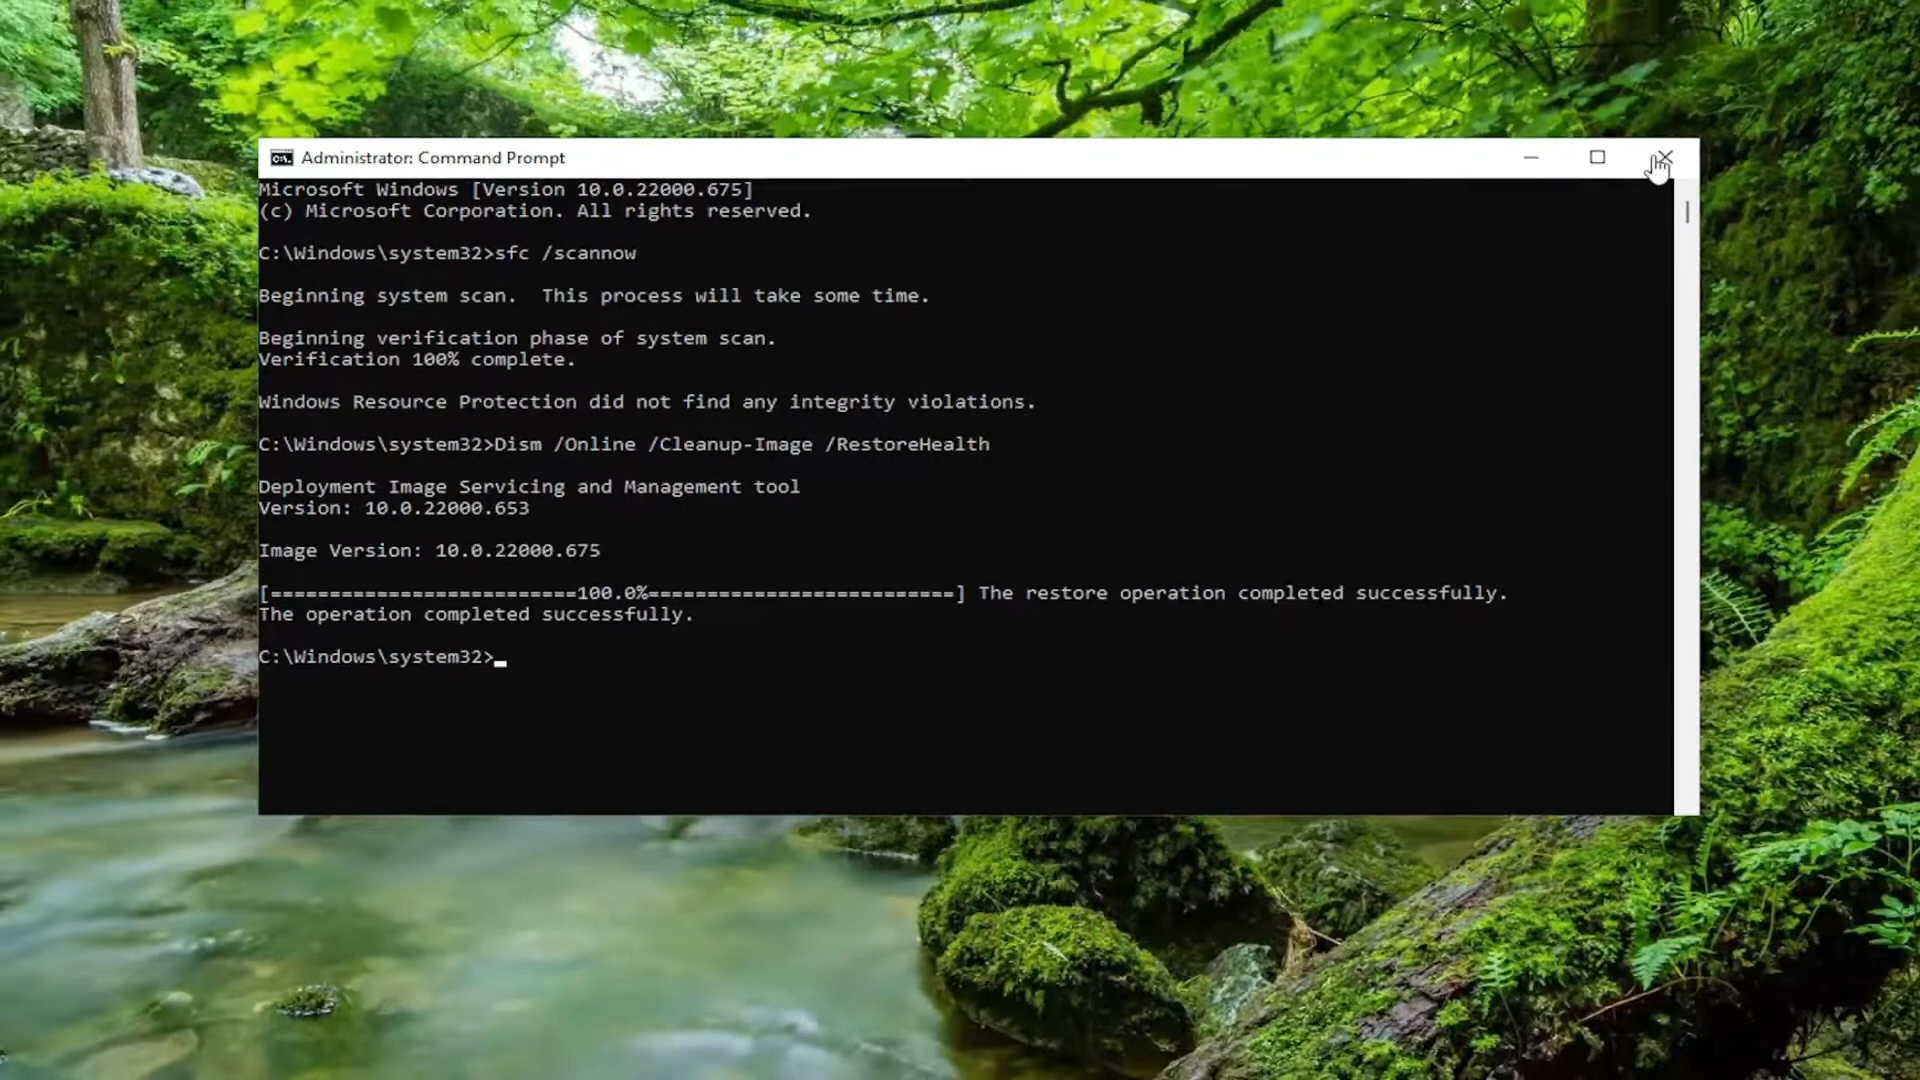 Administrator: Command Prompt
Microsoft Windows [Version 10.0.22000.675]
(c) Microsoft Corporation. All rights reserved.
C:\Windows\system32>sfc /scannow
Beginning system scan.  This process will take some time.
Beginning verification phase of system scan.
Verification 100% complete.
Windows Resource Protection did not find any integrity violations.
C:\Windows\system32>Dism /Online /Cleanup-Image /RestoreHealth
Deployment Image Servicing and Management tool
Version: 10.0.22000.653
Image Version: 10.0.22000.675
[==========================100.0%==========================] The restore operation completed successfully.
The operation completed successfully.
C:\Windows\system32>